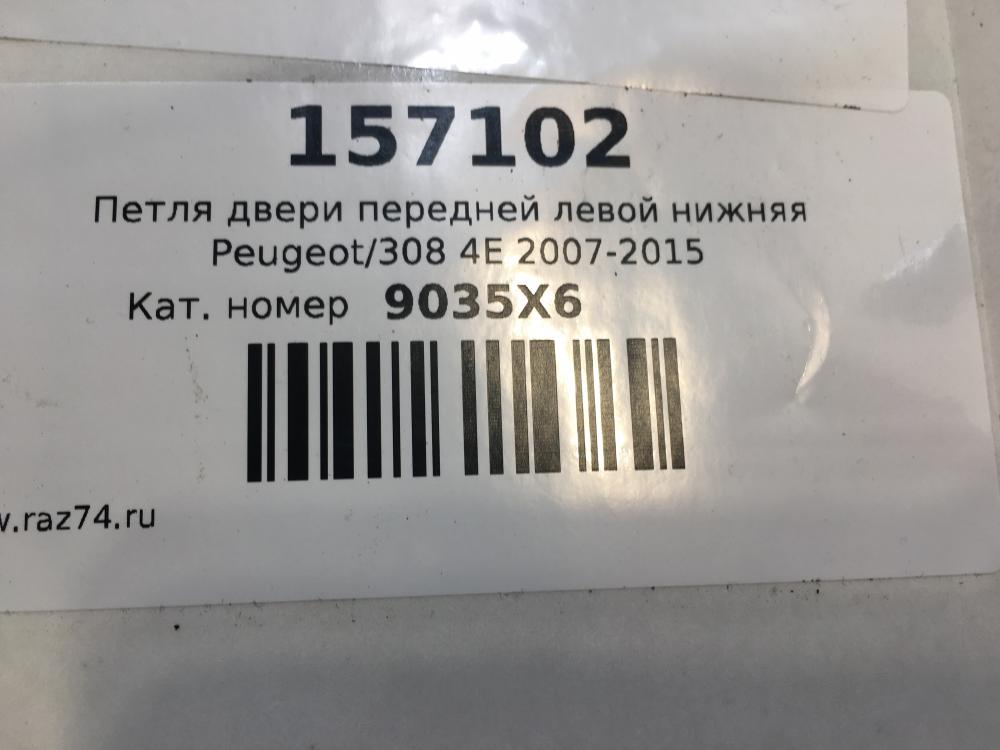 157102
Петля двери передней левой нижняя
Peugeot/308 4E 2007-2015
Кат. номер 9035X6
w.raz74.ru